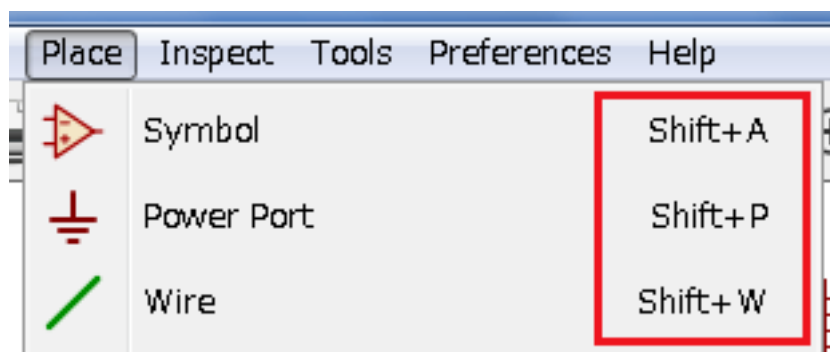 Place Inspect Tools Preferences Help
Symbol Shift+A
Power Port Shift+P
Wire Shift+W